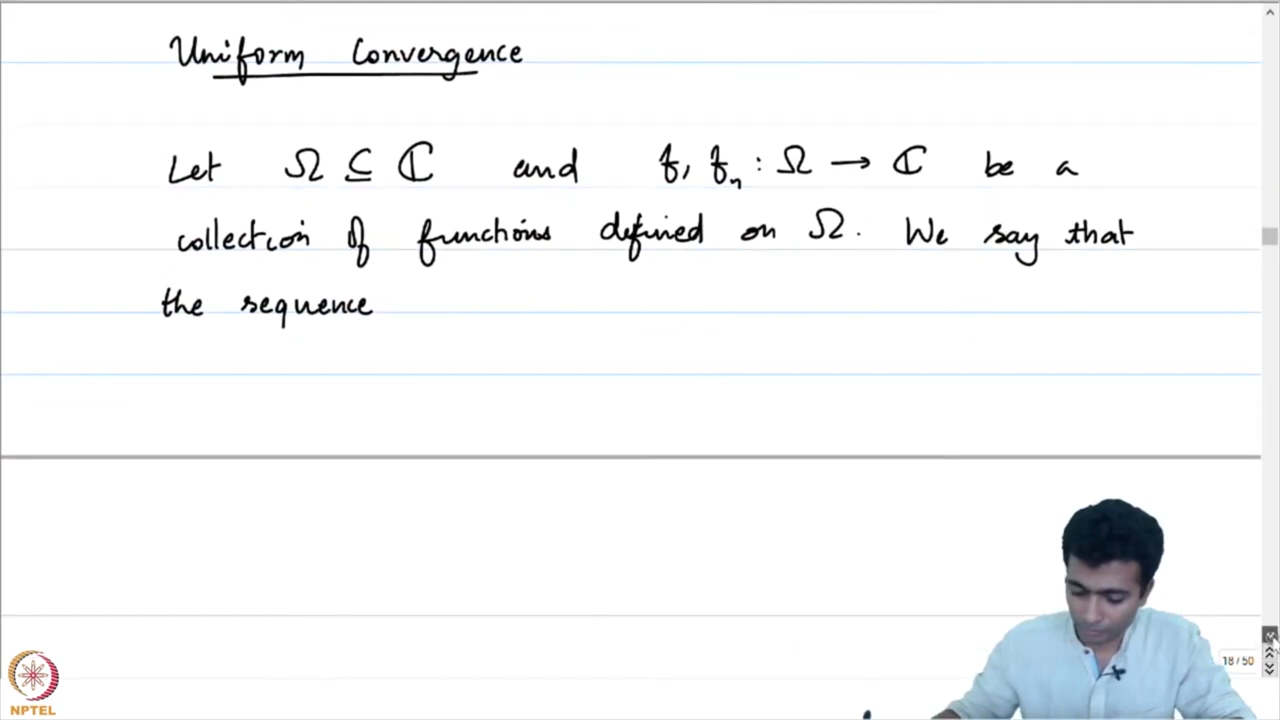 Uniform Convergence
Let Ω ⊆ ℂ and f, fₙ : Ω → ℂ be a
collection of functions defined on Ω. We say that
the sequence
18 / 50
NPTEL